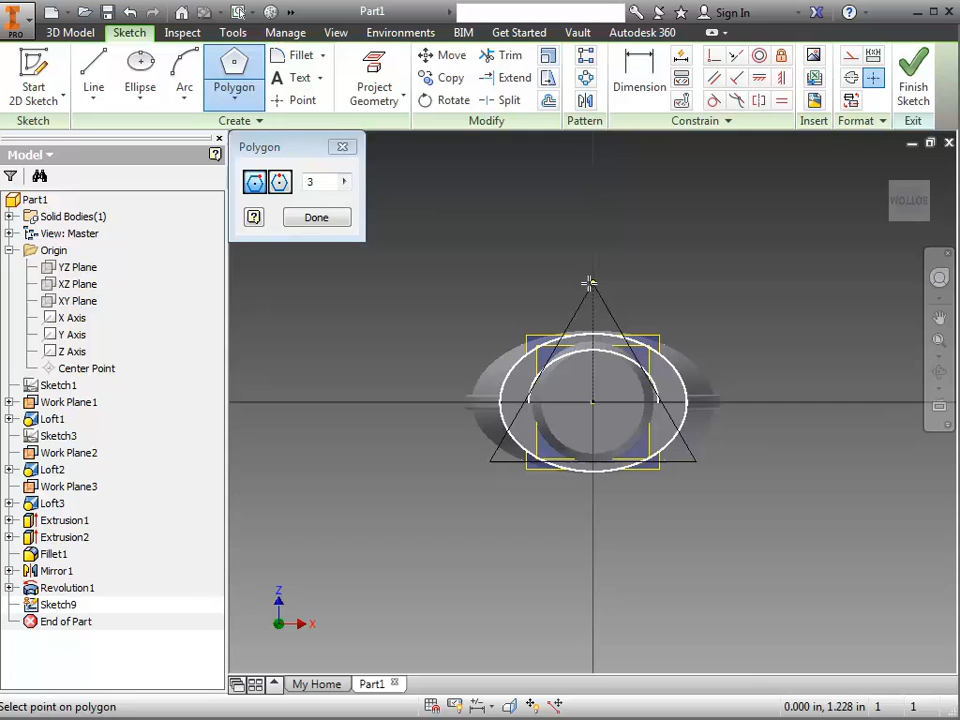 PRO
Part1
Sign In
3D Model
Sketch
Inspect
Tools
Manage
View
Environments
BIM
Get Started
Vault
Autodesk 360
Start
2D Sketch
Line
Ellipse
Arc
Polygon
Fillet
Text
Point
Project
Geometry
Move
Copy
Rotate
Trim
Extend
Split
Dimension
Finish
Sketch
Sketch
Create
Modify
Pattern
Constrain
Insert
Format
Exit
Model
Polygon
3
Done
Part1
Solid Bodies(1)
View: Master
Origin
YZ Plane
XZ Plane
XY Plane
X Axis
Y Axis
Z Axis
Center Point
Sketch1
Work Plane1
Loft1
Sketch3
Work Plane2
Loft2
Work Plane3
Loft3
Extrusion1
Extrusion2
Fillet1
Mirror1
Revolution1
Sketch9
End of Part
BOTTOM
Z
X
My Home
Part1
Select point on polygon
0.000 in, 1.228 in
1
1